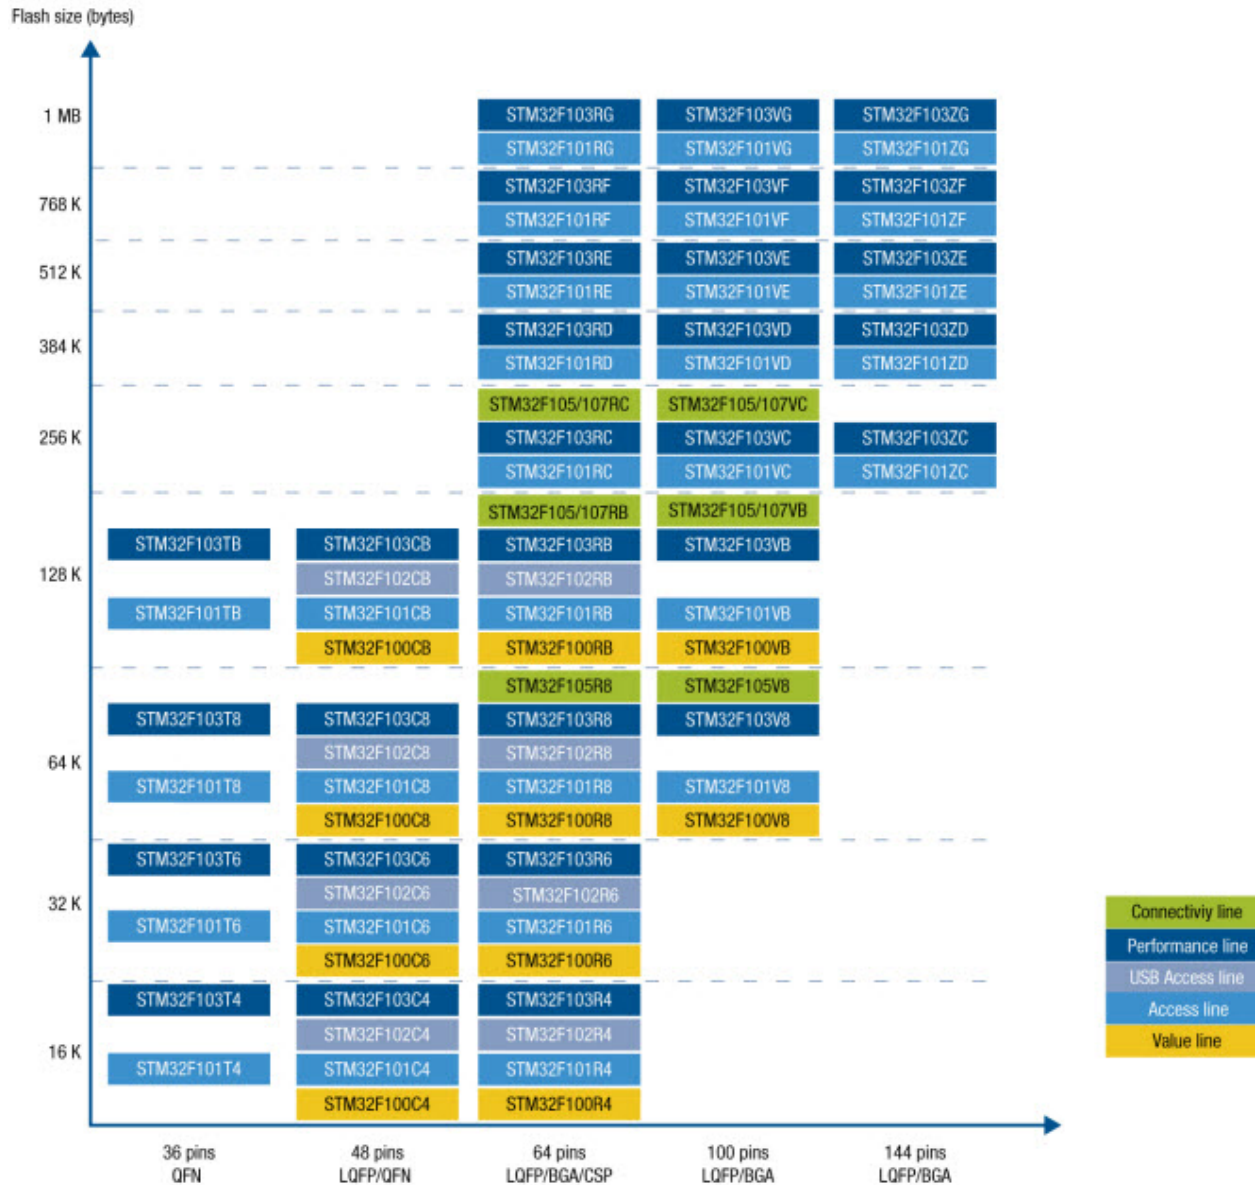 Flash size (bytes)
1 MB
STM32F103RG STM32F103VG STM32F103ZG
STM32F101RG STM32F101VG STM32F101ZG
768 K
STM32F103RF STM32F103VF STM32F103ZF
STM32F101RF STM32F101VF STM32F101ZF
512 K
STM32F103RE STM32F103VE STM32F103ZE
STM32F101RE STM32F101VE STM32F101ZE
384 K
STM32F103RD STM32F103VD STM32F103ZD
STM32F101RD STM32F101VD STM32F101ZD
256 K
STM32F105/107RC STM32F105/107VC
STM32F103RC STM32F103VC STM32F103ZC
STM32F101RC STM32F101VC STM32F101ZC
128 K
STM32F105/107RB STM32F105/107VB
STM32F103TB STM32F103CB STM32F103RB STM32F103VB
STM32F102CB STM32F102RB
STM32F101TB STM32F101CB STM32F101RB STM32F101VB
STM32F100CB STM32F100RB STM32F100VB
64 K
STM32F105R8 STM32F105V8
STM32F103T8 STM32F103C8 STM32F103R8 STM32F103V8
STM32F102C8 STM32F102R8
STM32F101T8 STM32F101C8 STM32F101R8 STM32F101V8
STM32F100C8 STM32F100R8 STM32F100V8
32 K
STM32F103T6 STM32F103C6 STM32F103R6
STM32F102C6 STM32F102R6
STM32F101T6 STM32F101C6 STM32F101R6
STM32F100C6 STM32F100R6
16 K
STM32F103T4 STM32F103C4 STM32F103R4
STM32F102C4 STM32F102R4
STM32F101T4 STM32F101C4 STM32F101R4
STM32F100C4 STM32F100R4
36 pins 48 pins 64 pins 100 pins 144 pins
QFN LQFP/QFN LQFP/BGA/CSP LQFP/BGA LQFP/BGA
Connectiviy line
Performance line
USB Access line
Access line
Value line